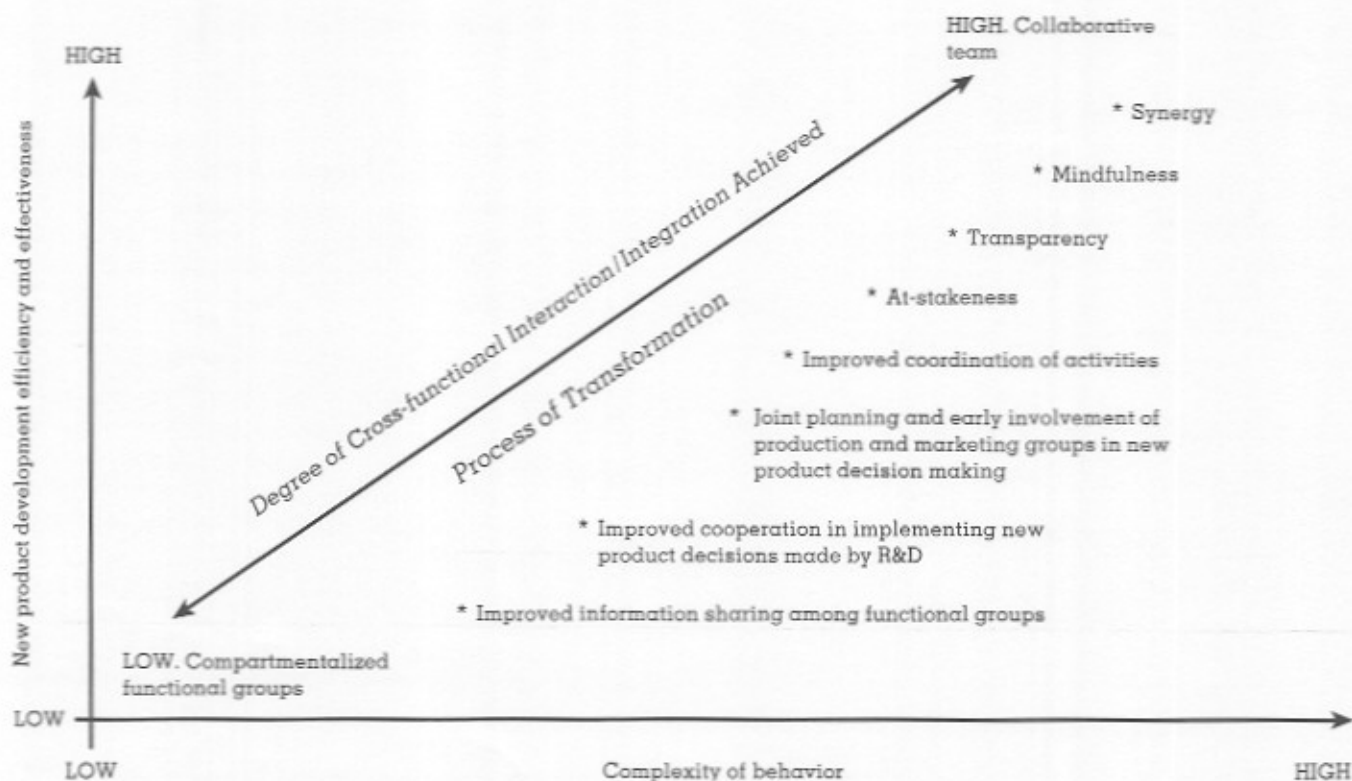 HIGH
HIGH. Collaborative
team
New product development efficiency and effectiveness
Degree of Cross-functional Interaction/Integration Achieved
Process of Transformation
* Synergy
* Mindfulness
* Transparency
* At-stakeness
* Improved coordination of activities
* Joint planning and early involvement of
production and marketing groups in new
product decision making
* Improved cooperation in implementing new
product decisions made by R&D
* Improved information sharing among functional groups
LOW. Compartmentalized
functional groups
LOW
LOW
Complexity of behavior
HIGH